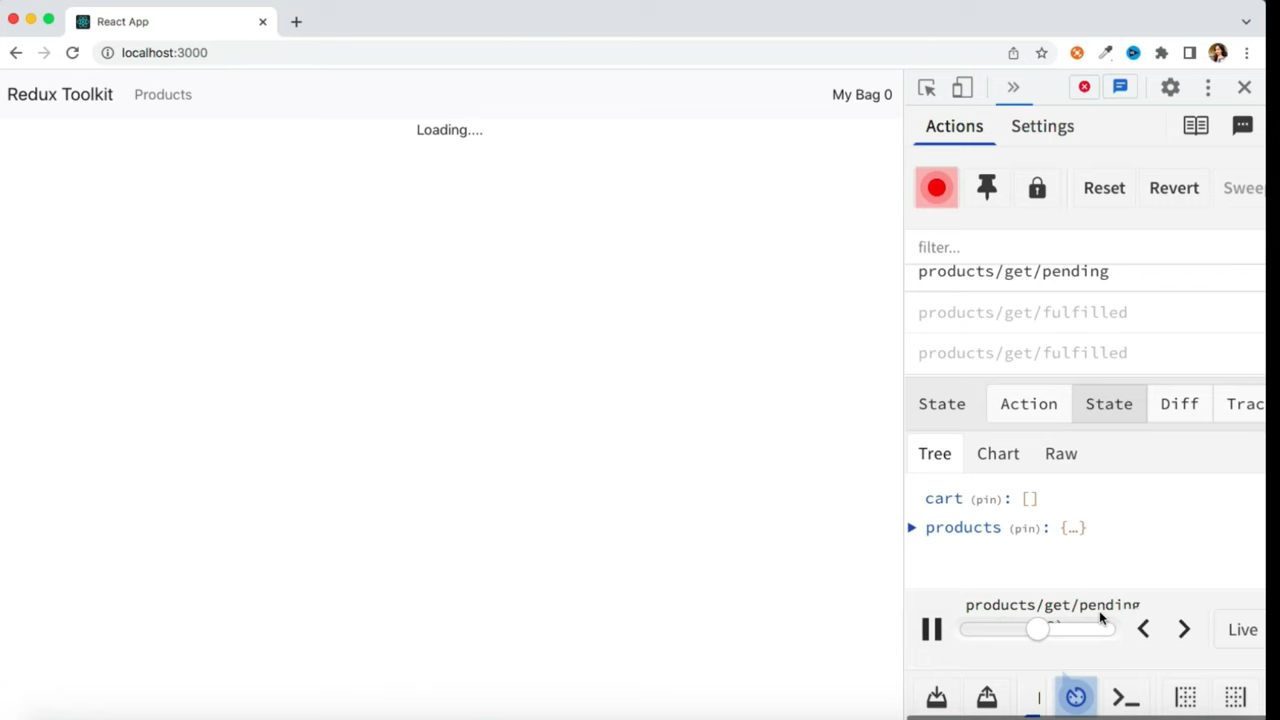 React App
localhost:3000
Redux Toolkit Products My Bag 0
Loading....
Actions Settings
Reset Revert Swee
filter...
products/get/pending
products/get/fulfilled
products/get/fulfilled
State Action State Diff Trac
Tree Chart Raw
cart (pin): []
products (pin): {…}
products/get/pending
Live